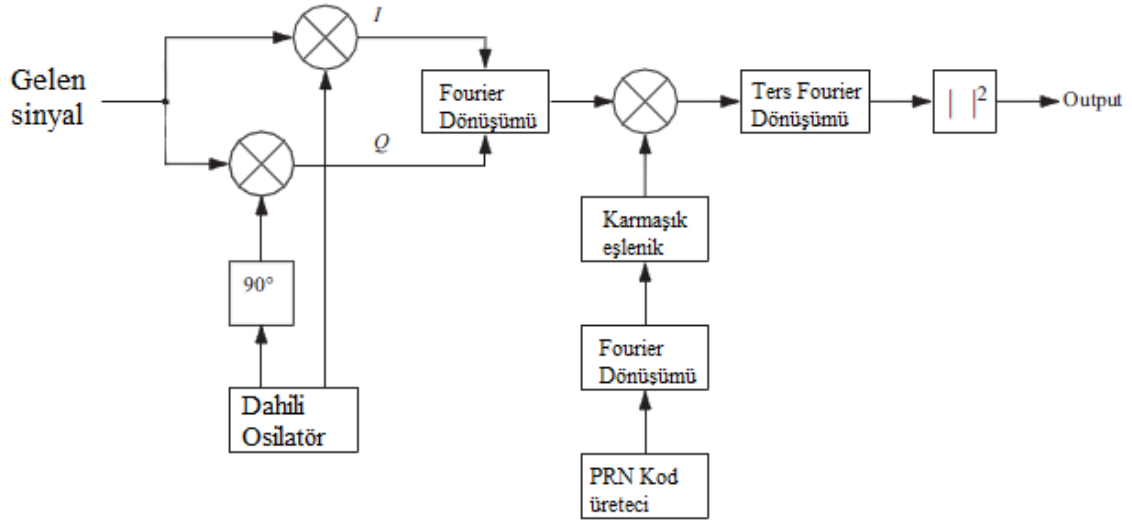 I
Gelen
sinyal
Fourier
Dönüşümü
Ters Fourier
Dönüşümü
| |²
Output
Q
Karmaşık
eşlenik
90°
Fourier
Dönüşümü
Dahili
Osilatör
PRN Kod
üreteci